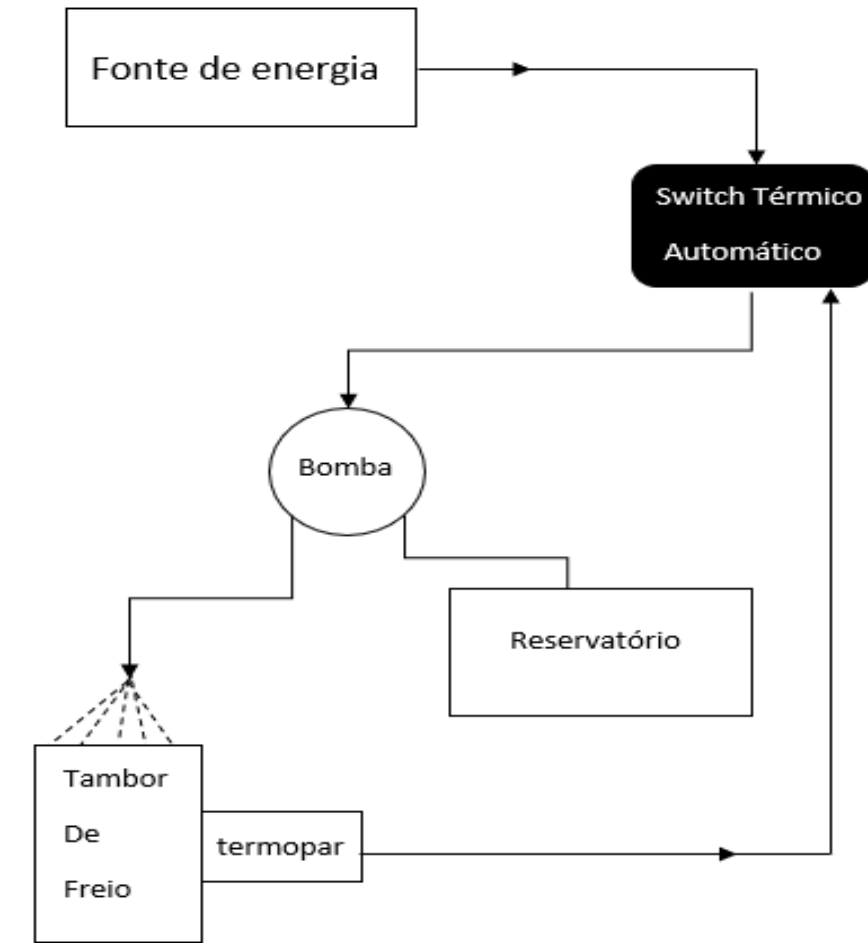 Fonte de energia
Switch Térmico
Automático
Bomba
Reservatório
Tambor
De
Freio
termopar